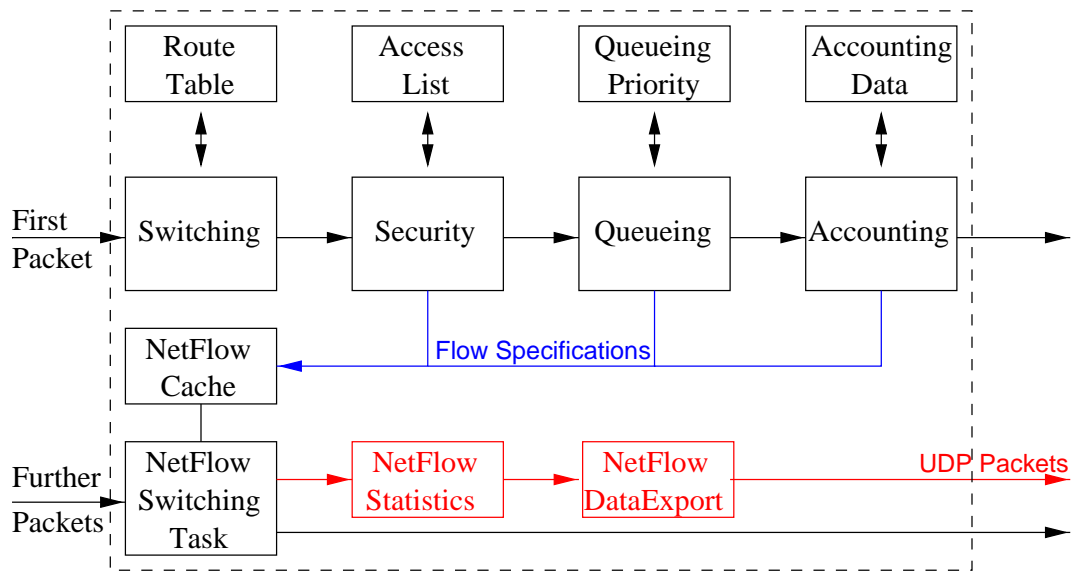 Route
Table
Access
List
Queueing
Priority
Accounting
Data
First
Packet
Switching
Security
Queueing
Accounting
Flow Specifications
NetFlow
Cache
Further
Packets
NetFlow
Switching
Task
NetFlow
Statistics
NetFlow
DataExport
UDP Packets